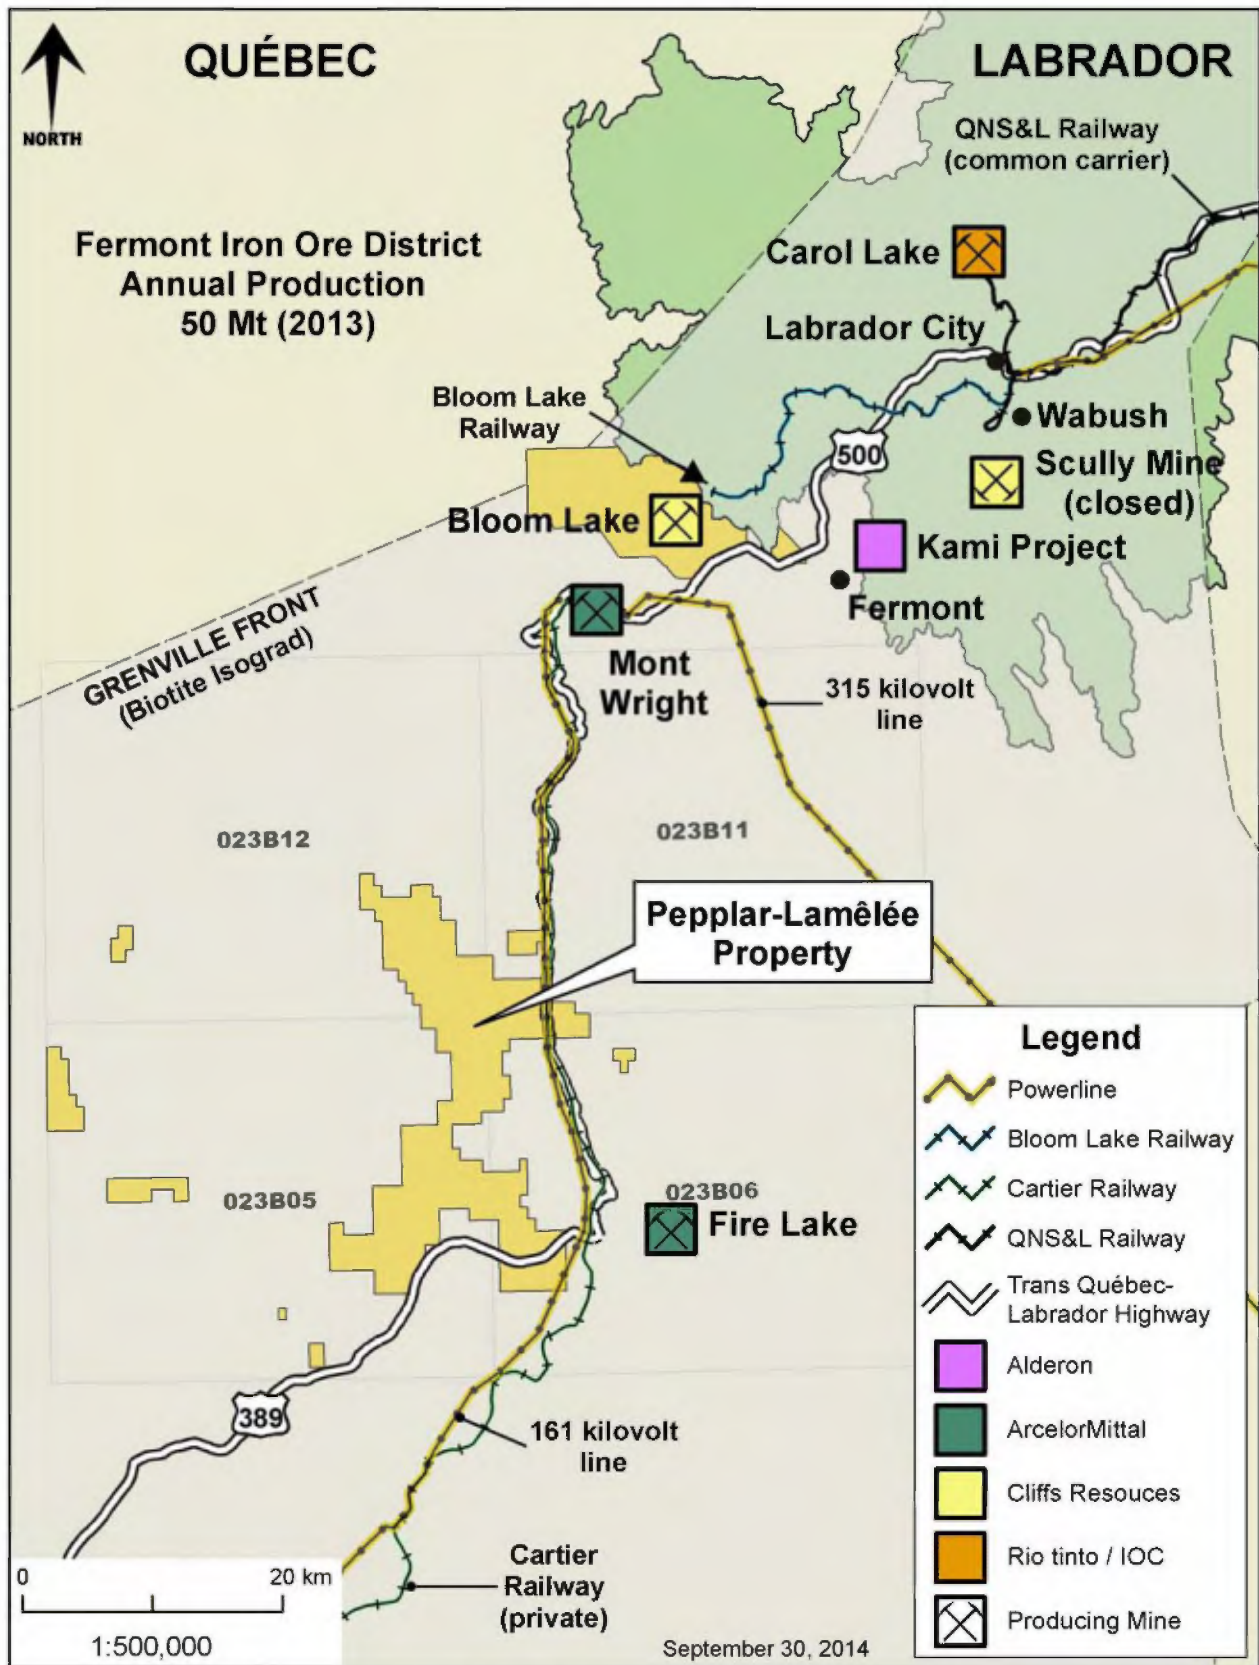 QUÉBEC
LABRADOR
NORTH
QNS&L Railway
(common carrier)
Fermont Iron Ore District
Annual Production
50 Mt (2013)
Carol Lake
Labrador City
Bloom Lake
Railway
Wabush
500
Scully Mine
(closed)
Bloom Lake
Kami Project
Fermont
GRENVILLE FRONT
(Biotite Isograd)
Mont
Wright
315 kilovolt
line
023B12
023B11
Pepplar-Lamêlée
Property
023B05
023B06
Fire Lake
389
161 kilovolt
line
Cartier
Railway
(private)
0
20 km
1:500,000
September 30, 2014
Legend
Powerline
Bloom Lake Railway
Cartier Railway
QNS&L Railway
Trans Québec-
Labrador Highway
Alderon
ArcelorMittal
Cliffs Resouces
Rio tinto / IOC
Producing Mine